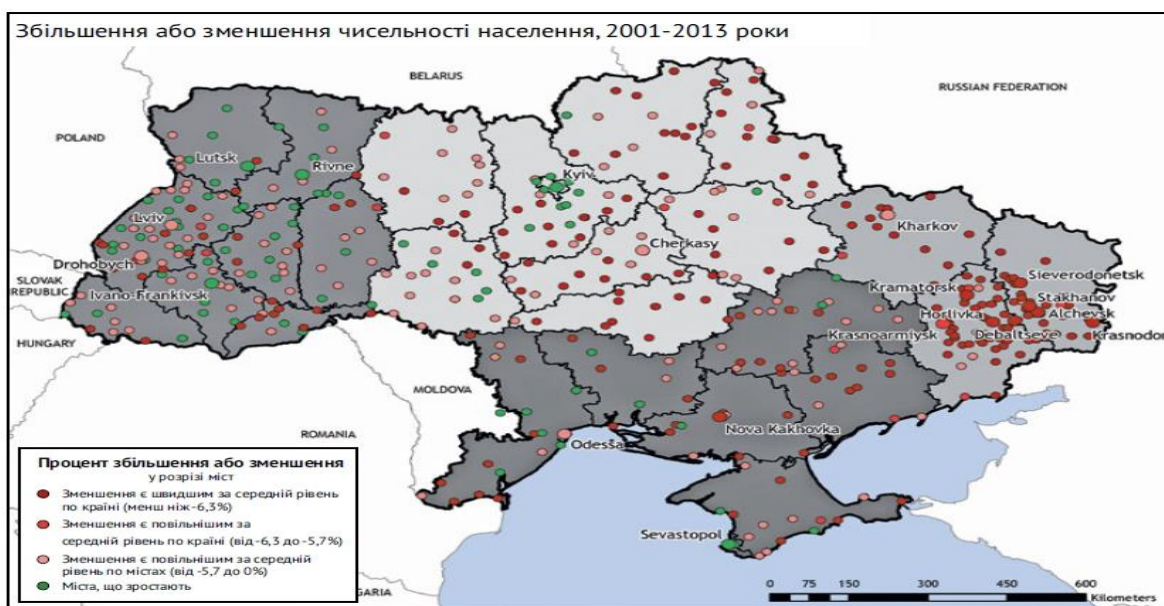 Збільшення або зменшення чисельності населення, 2001-2013 роки
BELARUS
RUSSIAN FEDERATION
POLAND
Lutsk
Rivne
Kyiv
Lviv
Kharkov
Cherkasy
Drohobych
SLOVAK
REPUBLIC
Ivano-Frankivsk
Sieverodonetsk
Kramatorsk
Stakhanov
Horlivka
Alchevsk
Krasnoarmiysk
Debaltseve
Krasnodon
HUNGARY
MOLDOVA
ROMANIA
Nova Kakhovka
Odessa
Sevastopol
Процент збільшення або зменшення
у розрізі міст
Зменшення є швидшим за середній рівень
по країні (менш ніж -6,3%)
Зменшення є повільнішим за
середній рівень по країні (від -6,3 до -5,7%)
Зменшення є повільнішим за середній
рівень по містах (від -5,7 до 0%)
Міста, що зростають
GARIA
0 75 150 300 450 600
Kilometers